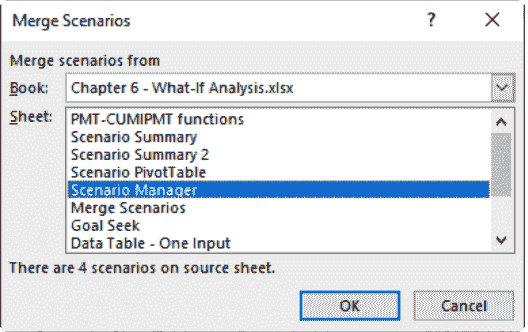 Merge Scenarios
Merge scenarios from
Book: Chapter 6 - What-If Analysis.xlsx
Sheet: PMT-CUMIPMT functions
Scenario Summary
Scenario Summary 2
Scenario PivotTable
Scenario Manager
Merge Scenarios
Goal Seek
Data Table - One Input
There are 4 scenarios on source sheet.
OK Cancel